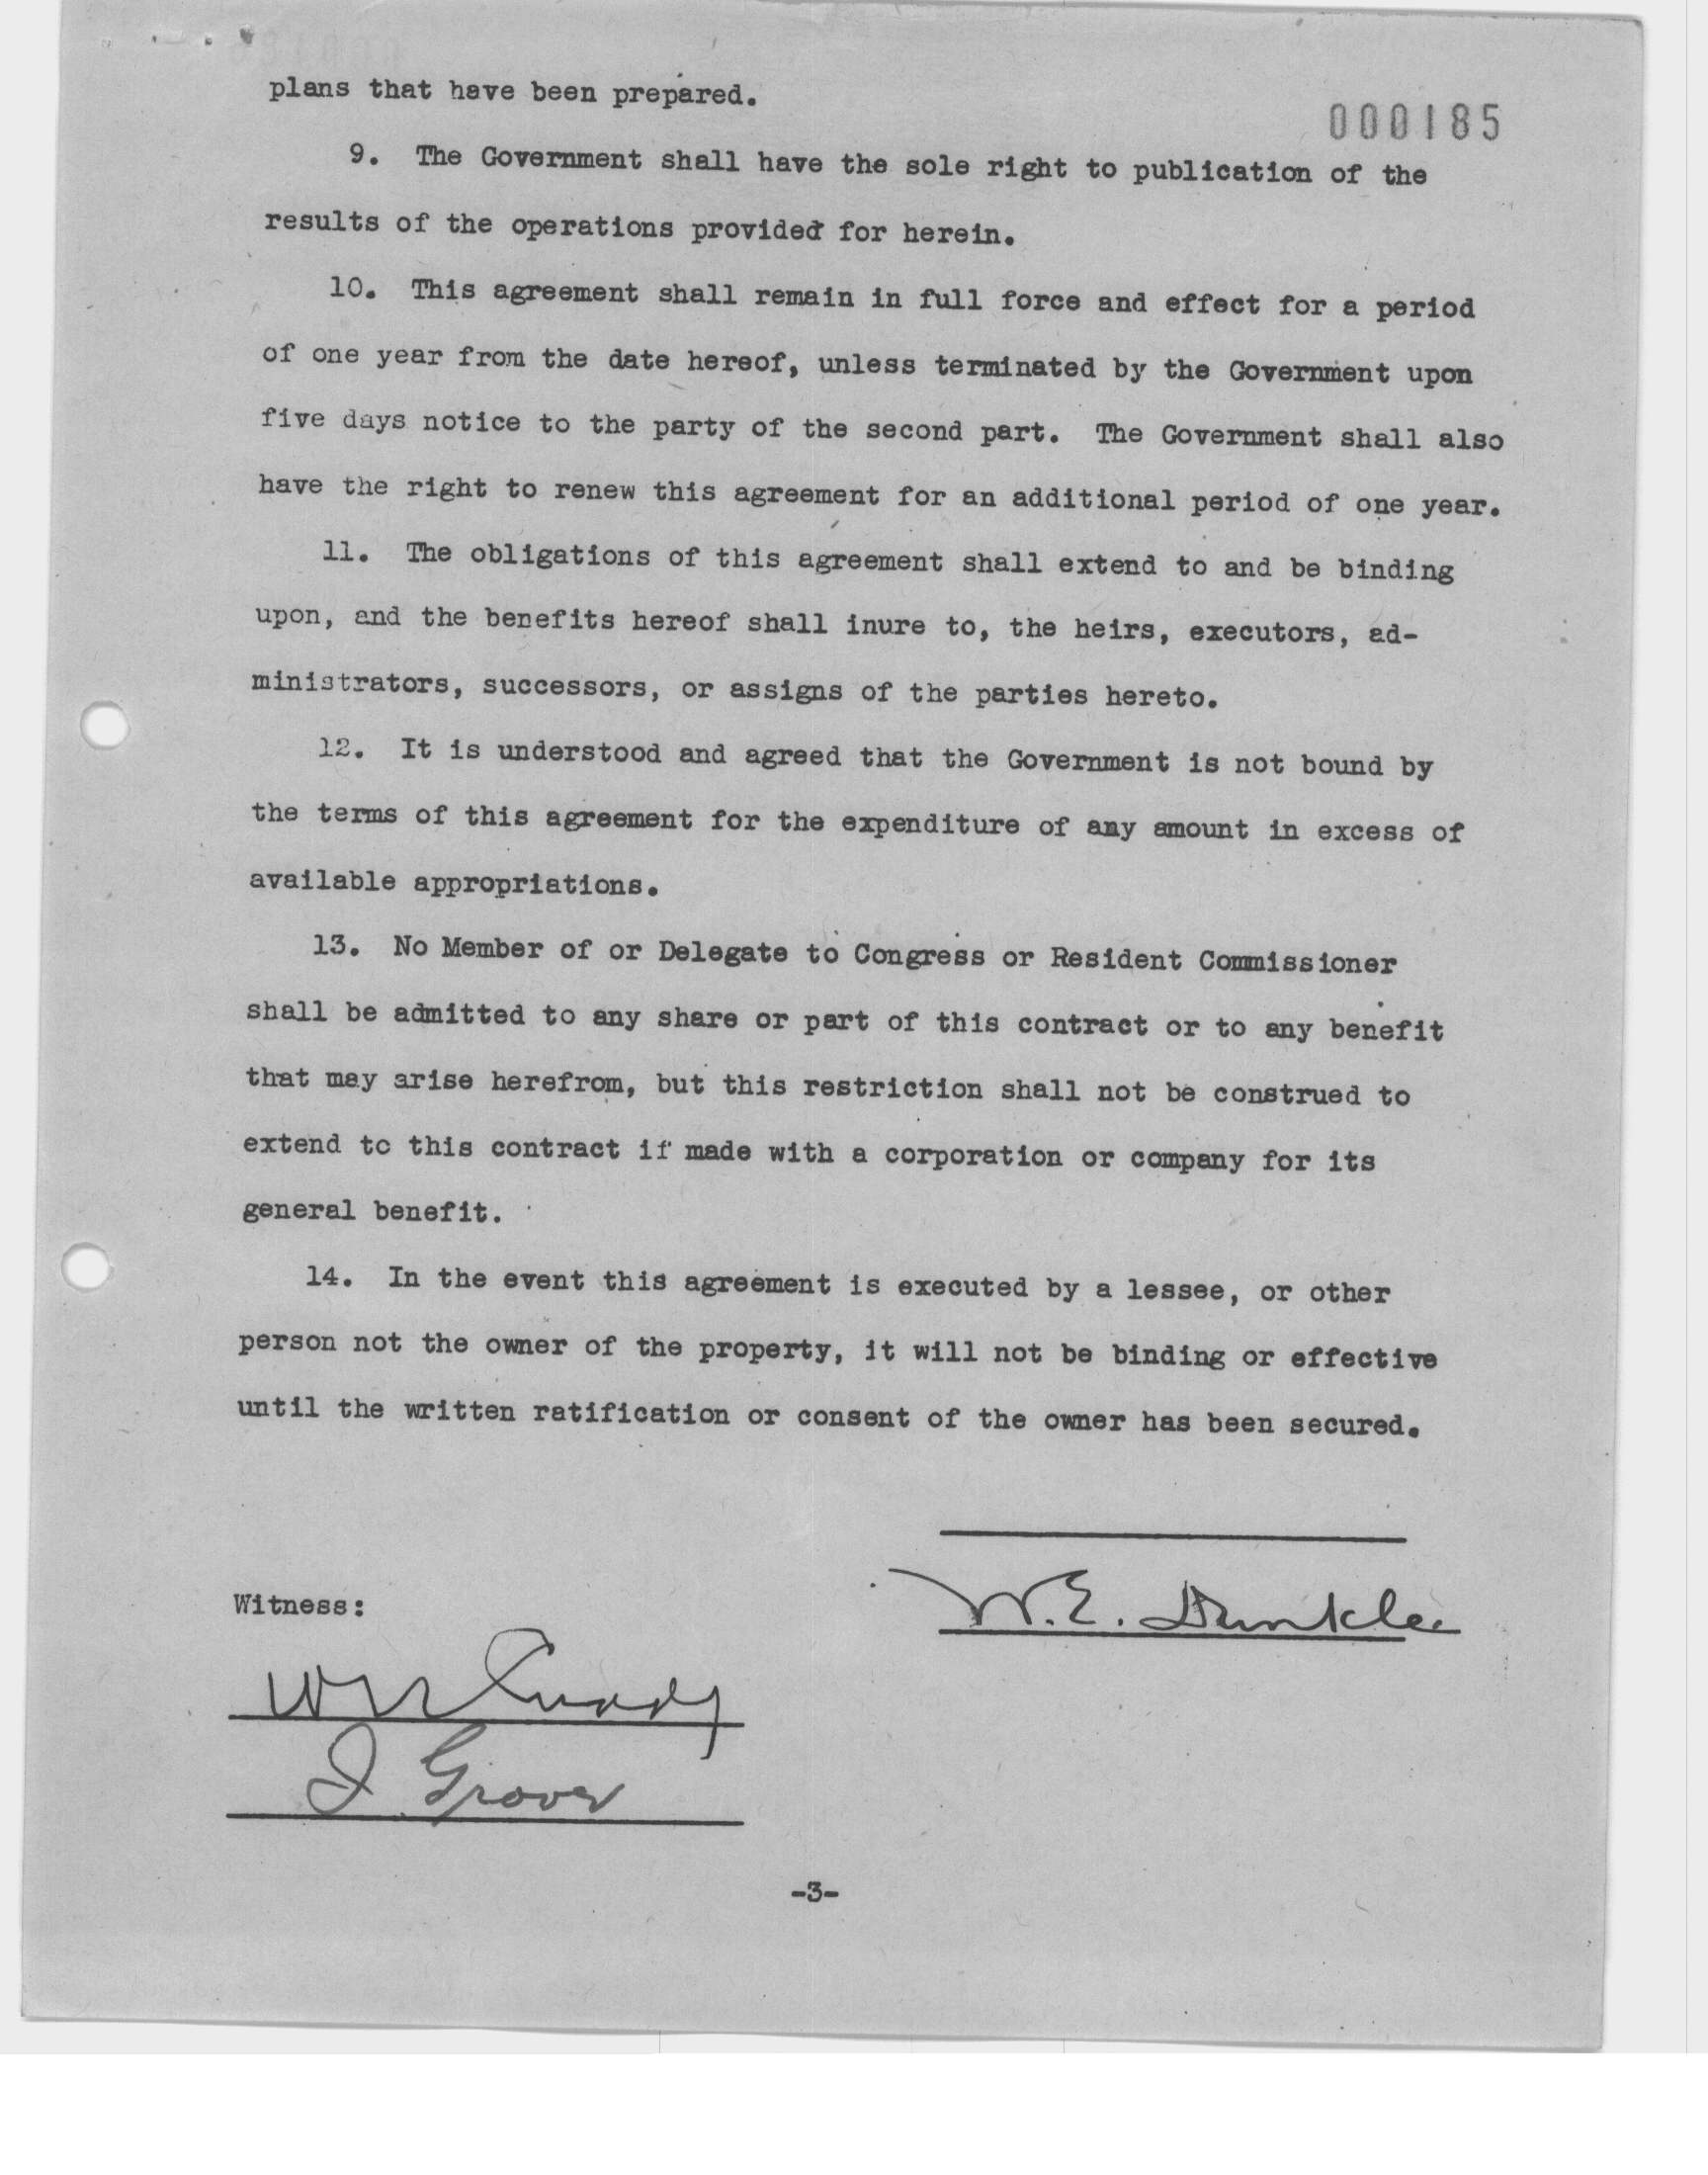 plans that have been prepared.
000185
9. The Government shall have the sole right to publication of the
results of the operations provided for herein.
10. This agreement shall remain in full force and effect for a period
of one year from the date hereof, unless terminated by the Government upon
five days notice to the party of the second part. The Government shall also
have the right to renew this agreement for an additional period of one year.
11. The obligations of this agreement shall extend to and be binding
upon, and the benefits hereof shall inure to, the heirs, executors, ad-
ministrators, successors, or assigns of the parties hereto.
12. It is understood and agreed that the Government is not bound by
the terms of this agreement for the expenditure of any amount in excess of
available appropriations.
13. No Member of or Delegate to Congress or Resident Commissioner
shall be admitted to any share or part of this contract or to any benefit
that may arise herefrom, but this restriction shall not be construed to
extend to this contract if made with a corporation or company for its
general benefit.
14. In the event this agreement is executed by a lessee, or other
person not the owner of the property, it will not be binding or effective
until the written ratification or consent of the owner has been secured.
W.E. Dunkle
Witness:
I Grover
-3-